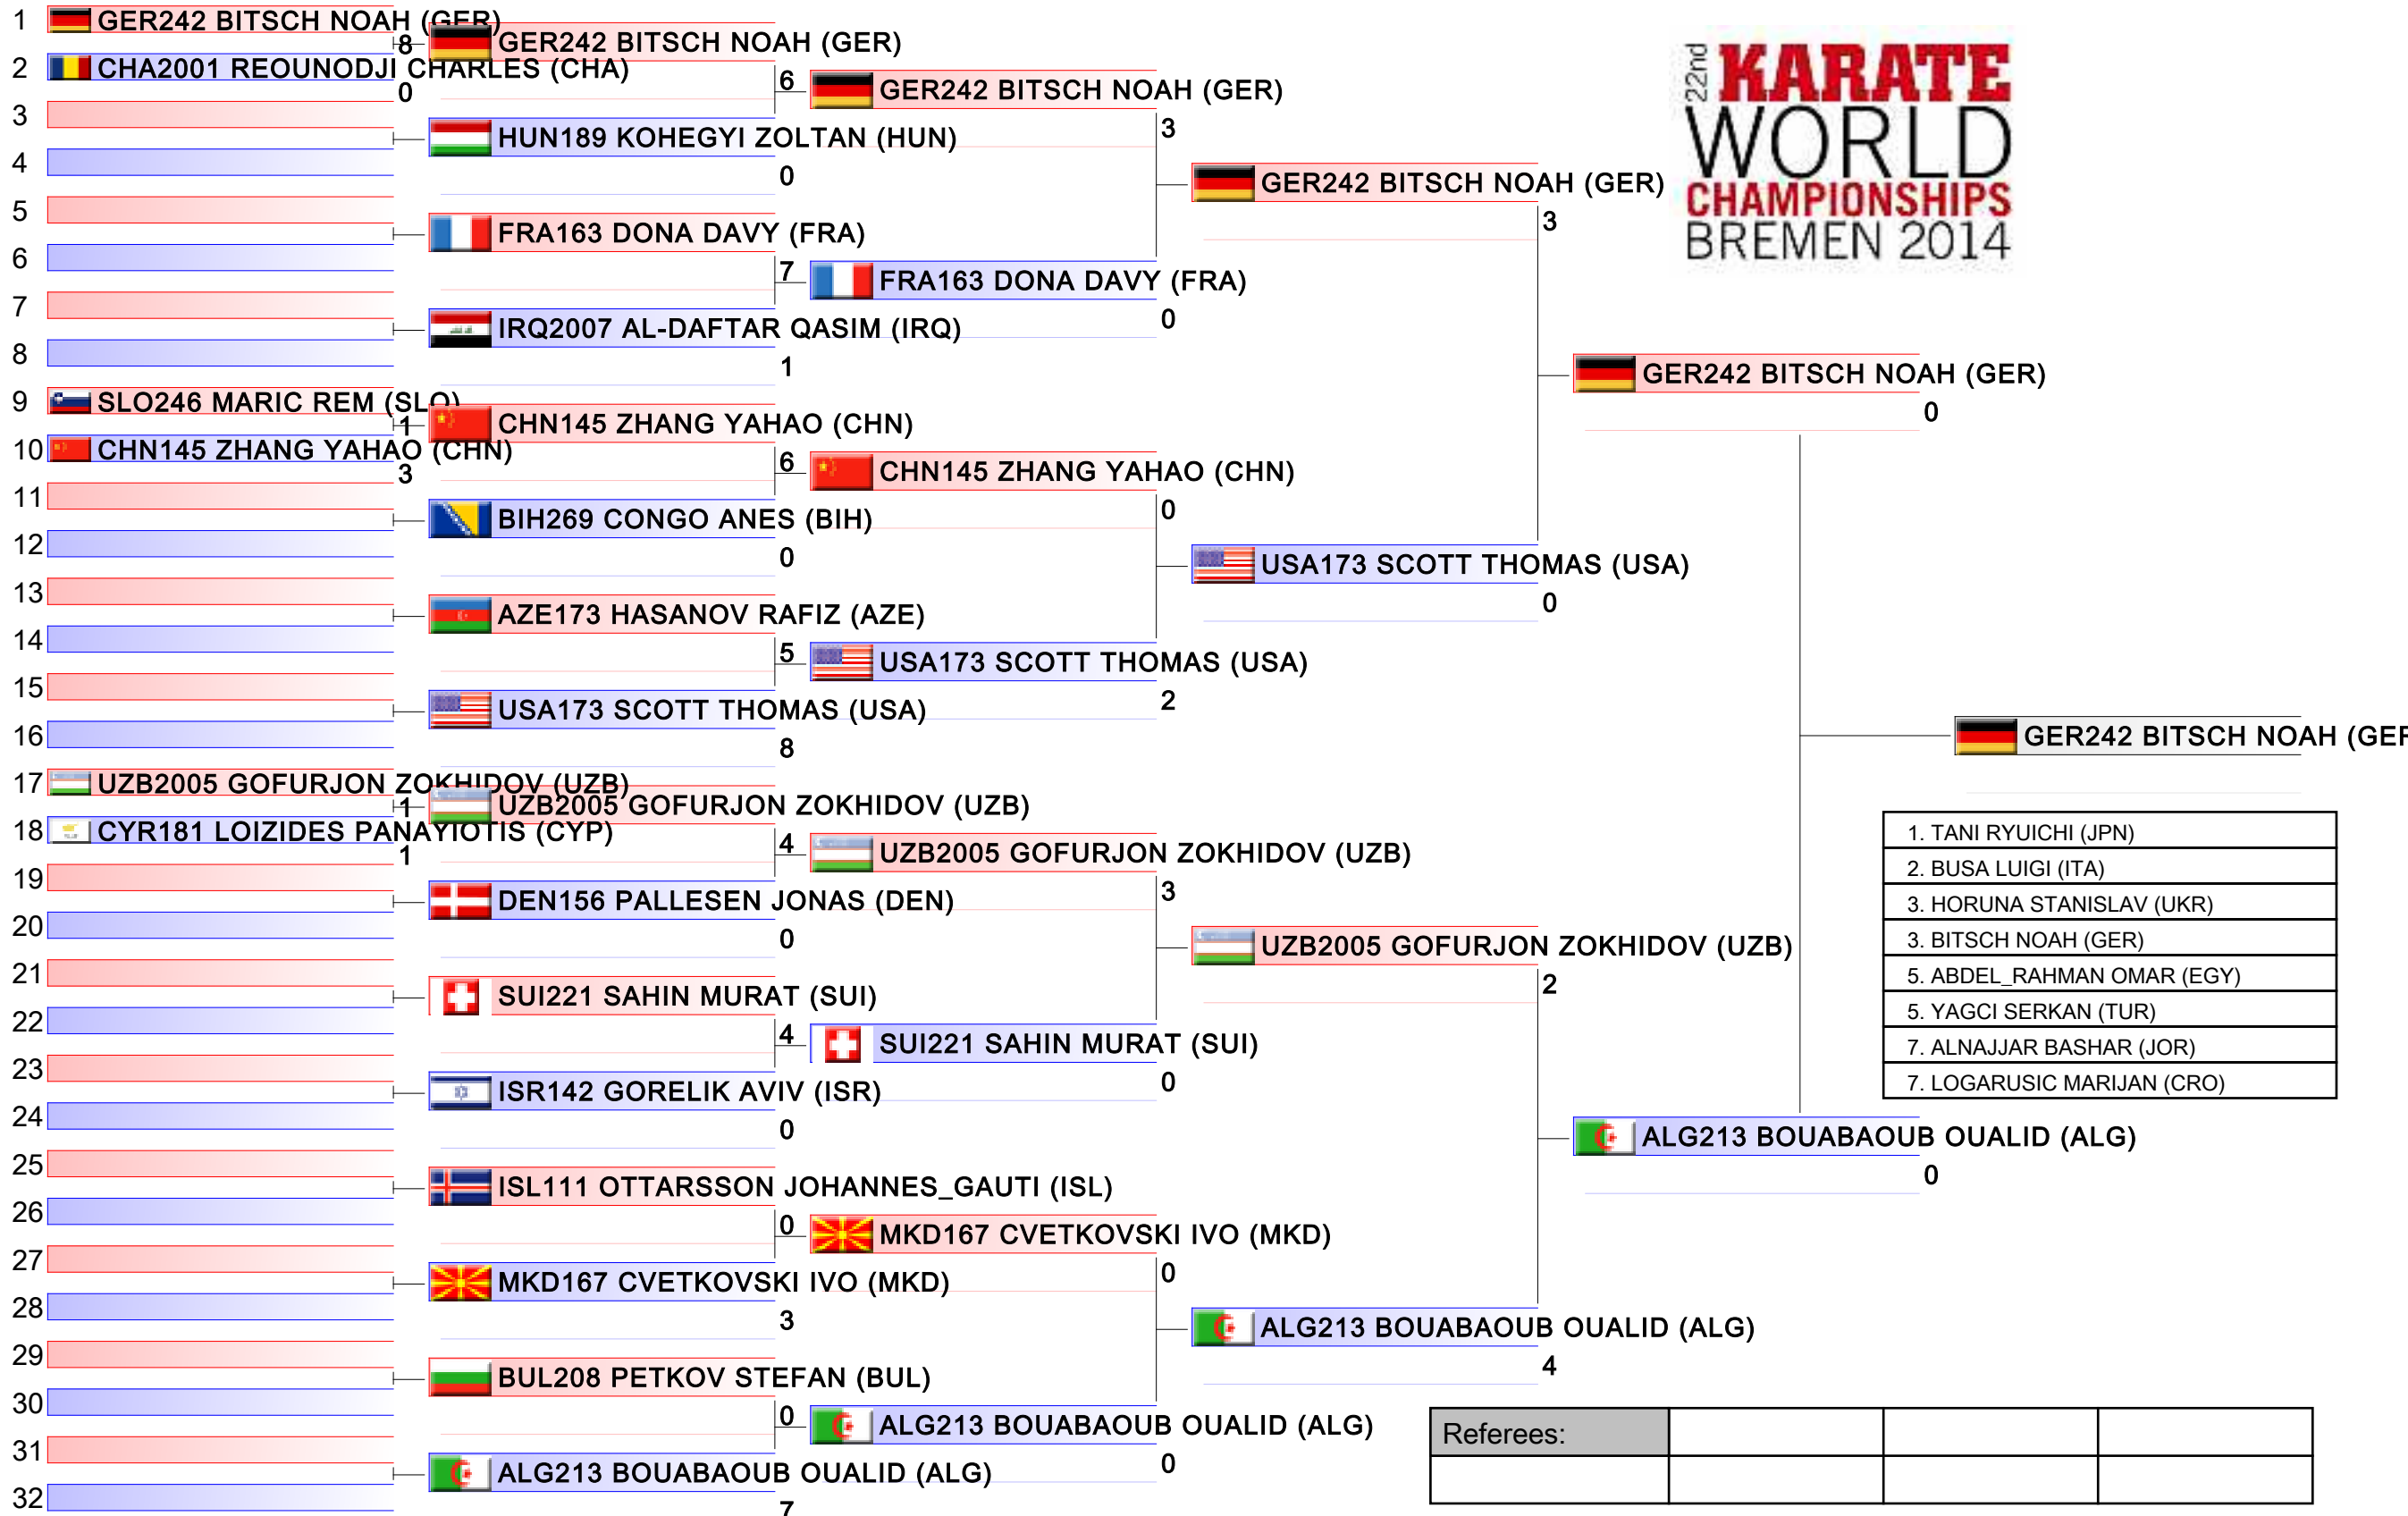 1 GER242 BITSCH NOAH (GER)
8
2 CHA2001 REOUNODJI CHARLES (CHA)
0
3
4
5
6
7
8
9 SLO246 MARIC REM (SLO)
1
10 CHN145 ZHANG YAHAO (CHN)
3
11
12
13
14
15
16
17 UZB2005 GOFURJON ZOKHIDOV (UZB)
1
18 CYR181 LOIZIDES PANAYIOTIS (CYP)
1
19
20
21
22
23
24
25
26
27
28
29
30
31
32
GER242 BITSCH NOAH (GER)
6
HUN189 KOHEGYI ZOLTAN (HUN)
0
FRA163 DONA DAVY (FRA)
7
IRQ2007 AL-DAFTAR QASIM (IRQ)
1
CHN145 ZHANG YAHAO (CHN)
6
BIH269 CONGO ANES (BIH)
0
AZE173 HASANOV RAFIZ (AZE)
5
USA173 SCOTT THOMAS (USA)
8
UZB2005 GOFURJON ZOKHIDOV (UZB)
4
DEN156 PALLESEN JONAS (DEN)
0
SUI221 SAHIN MURAT (SUI)
4
ISR142 GORELIK AVIV (ISR)
0
ISL111 OTTARSSON JOHANNES_GAUTI (ISL)
0
MKD167 CVETKOVSKI IVO (MKD)
3
BUL208 PETKOV STEFAN (BUL)
0
ALG213 BOUABAOUB OUALID (ALG)
7
GER242 BITSCH NOAH (GER)
3
FRA163 DONA DAVY (FRA)
0
CHN145 ZHANG YAHAO (CHN)
0
USA173 SCOTT THOMAS (USA)
2
UZB2005 GOFURJON ZOKHIDOV (UZB)
3
SUI221 SAHIN MURAT (SUI)
0
MKD167 CVETKOVSKI IVO (MKD)
0
ALG213 BOUABAOUB OUALID (ALG)
0
GER242 BITSCH NOAH (GER)
3
USA173 SCOTT THOMAS (USA)
0
UZB2005 GOFURJON ZOKHIDOV (UZB)
2
ALG213 BOUABAOUB OUALID (ALG)
4
GER242 BITSCH NOAH (GER)
0
ALG213 BOUABAOUB OUALID (ALG)
0
GER242 BITSCH NOAH (GER
22nd KARATE
WORLD
CHAMPIONSHIPS
BREMEN 2014
1. TANI RYUICHI (JPN)
2. BUSA LUIGI (ITA)
3. HORUNA STANISLAV (UKR)
3. BITSCH NOAH (GER)
5. ABDEL_RAHMAN OMAR (EGY)
5. YAGCI SERKAN (TUR)
7. ALNAJJAR BASHAR (JOR)
7. LOGARUSIC MARIJAN (CRO)
Referees: